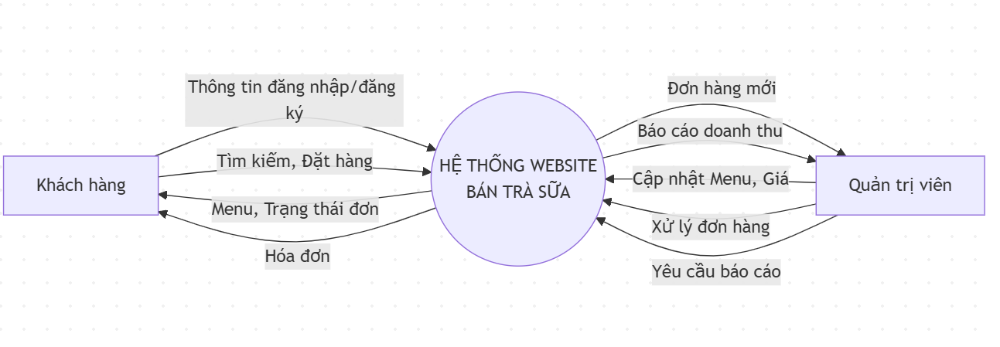 Thông tin đăng nhập/đăng
ký
Tìm kiếm, Đặt hàng
Khách hàng
Menu, Trạng thái đơn
Hóa đơn
HỆ THỐNG WEBSITE
BÁN TRÀ SỮA
Đơn hàng mới
Báo cáo doanh thu
Cập nhật Menu, Giá
Quản trị viên
Xử lý đơn hàng
Yêu cầu báo cáo